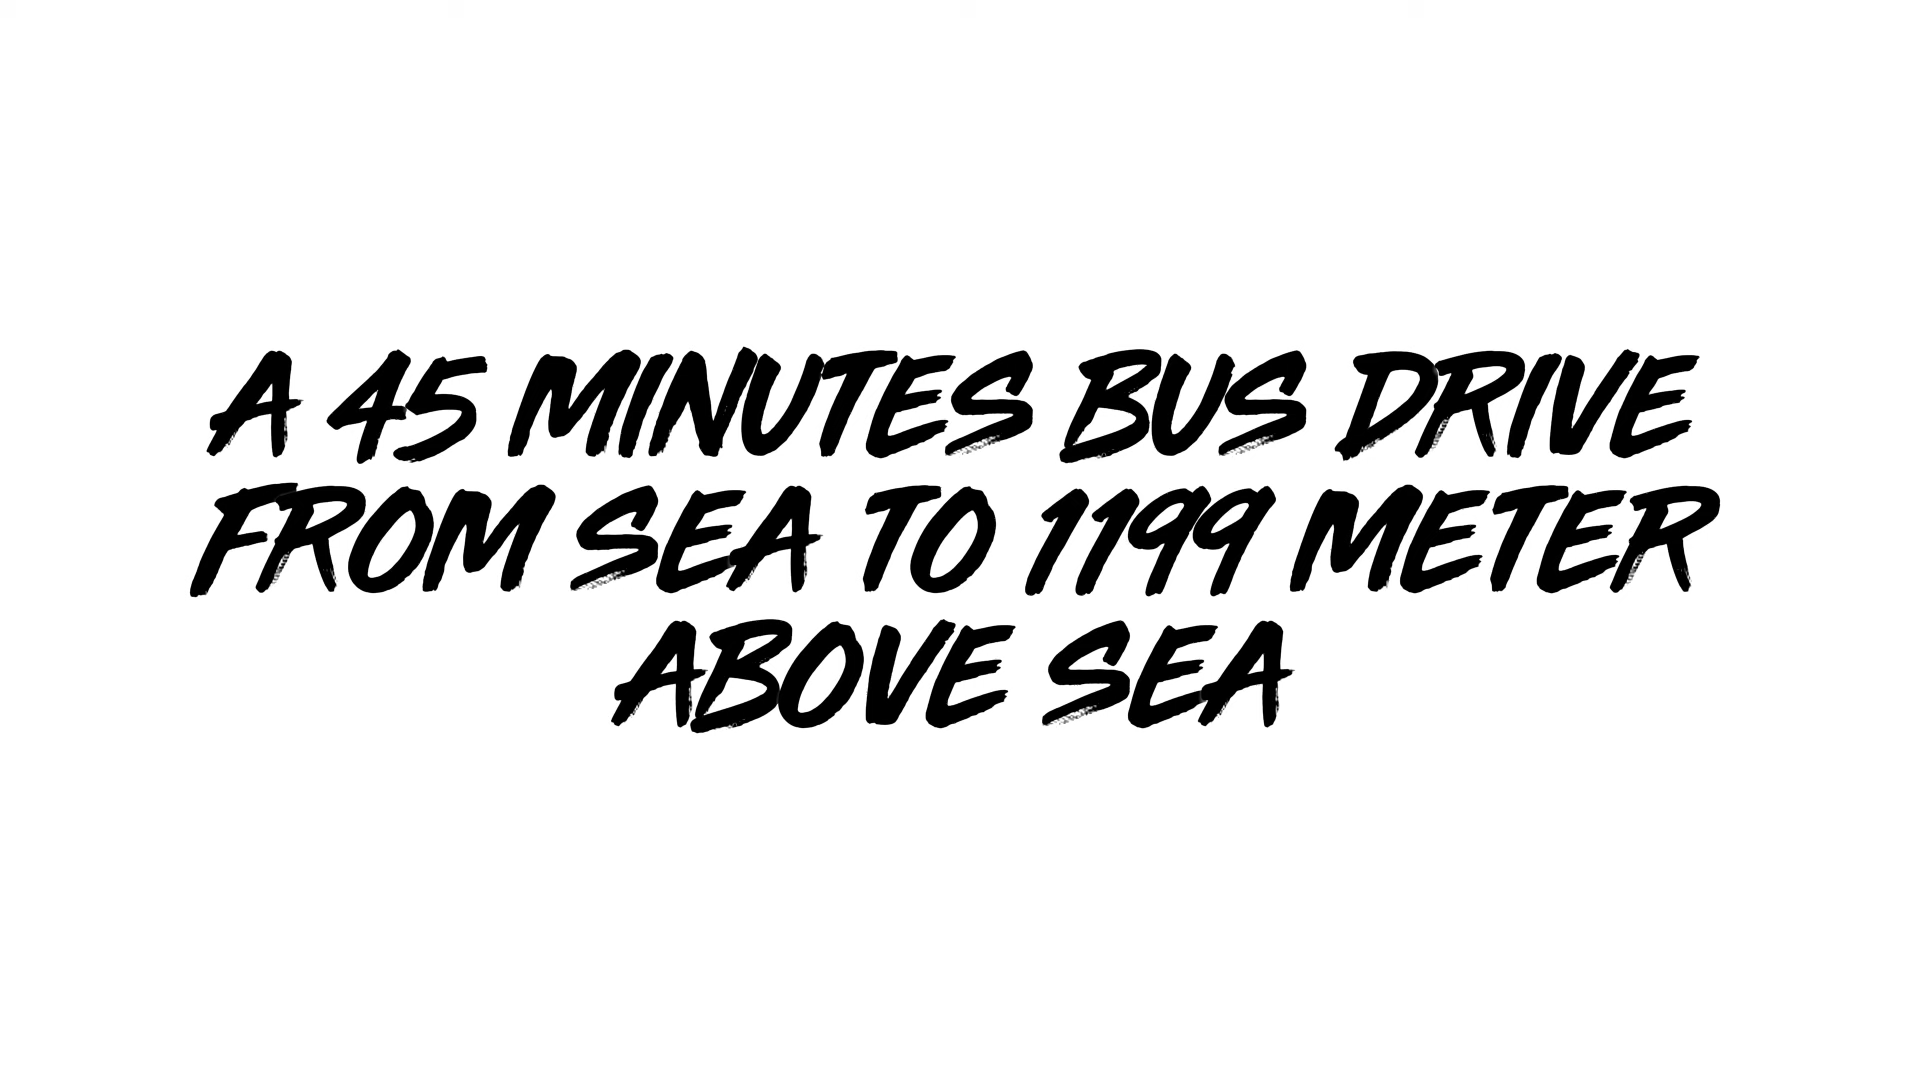 A 45 MINUTES BUS DRIVE
FROM SEA TO 1199 METER
ABOVE SEA